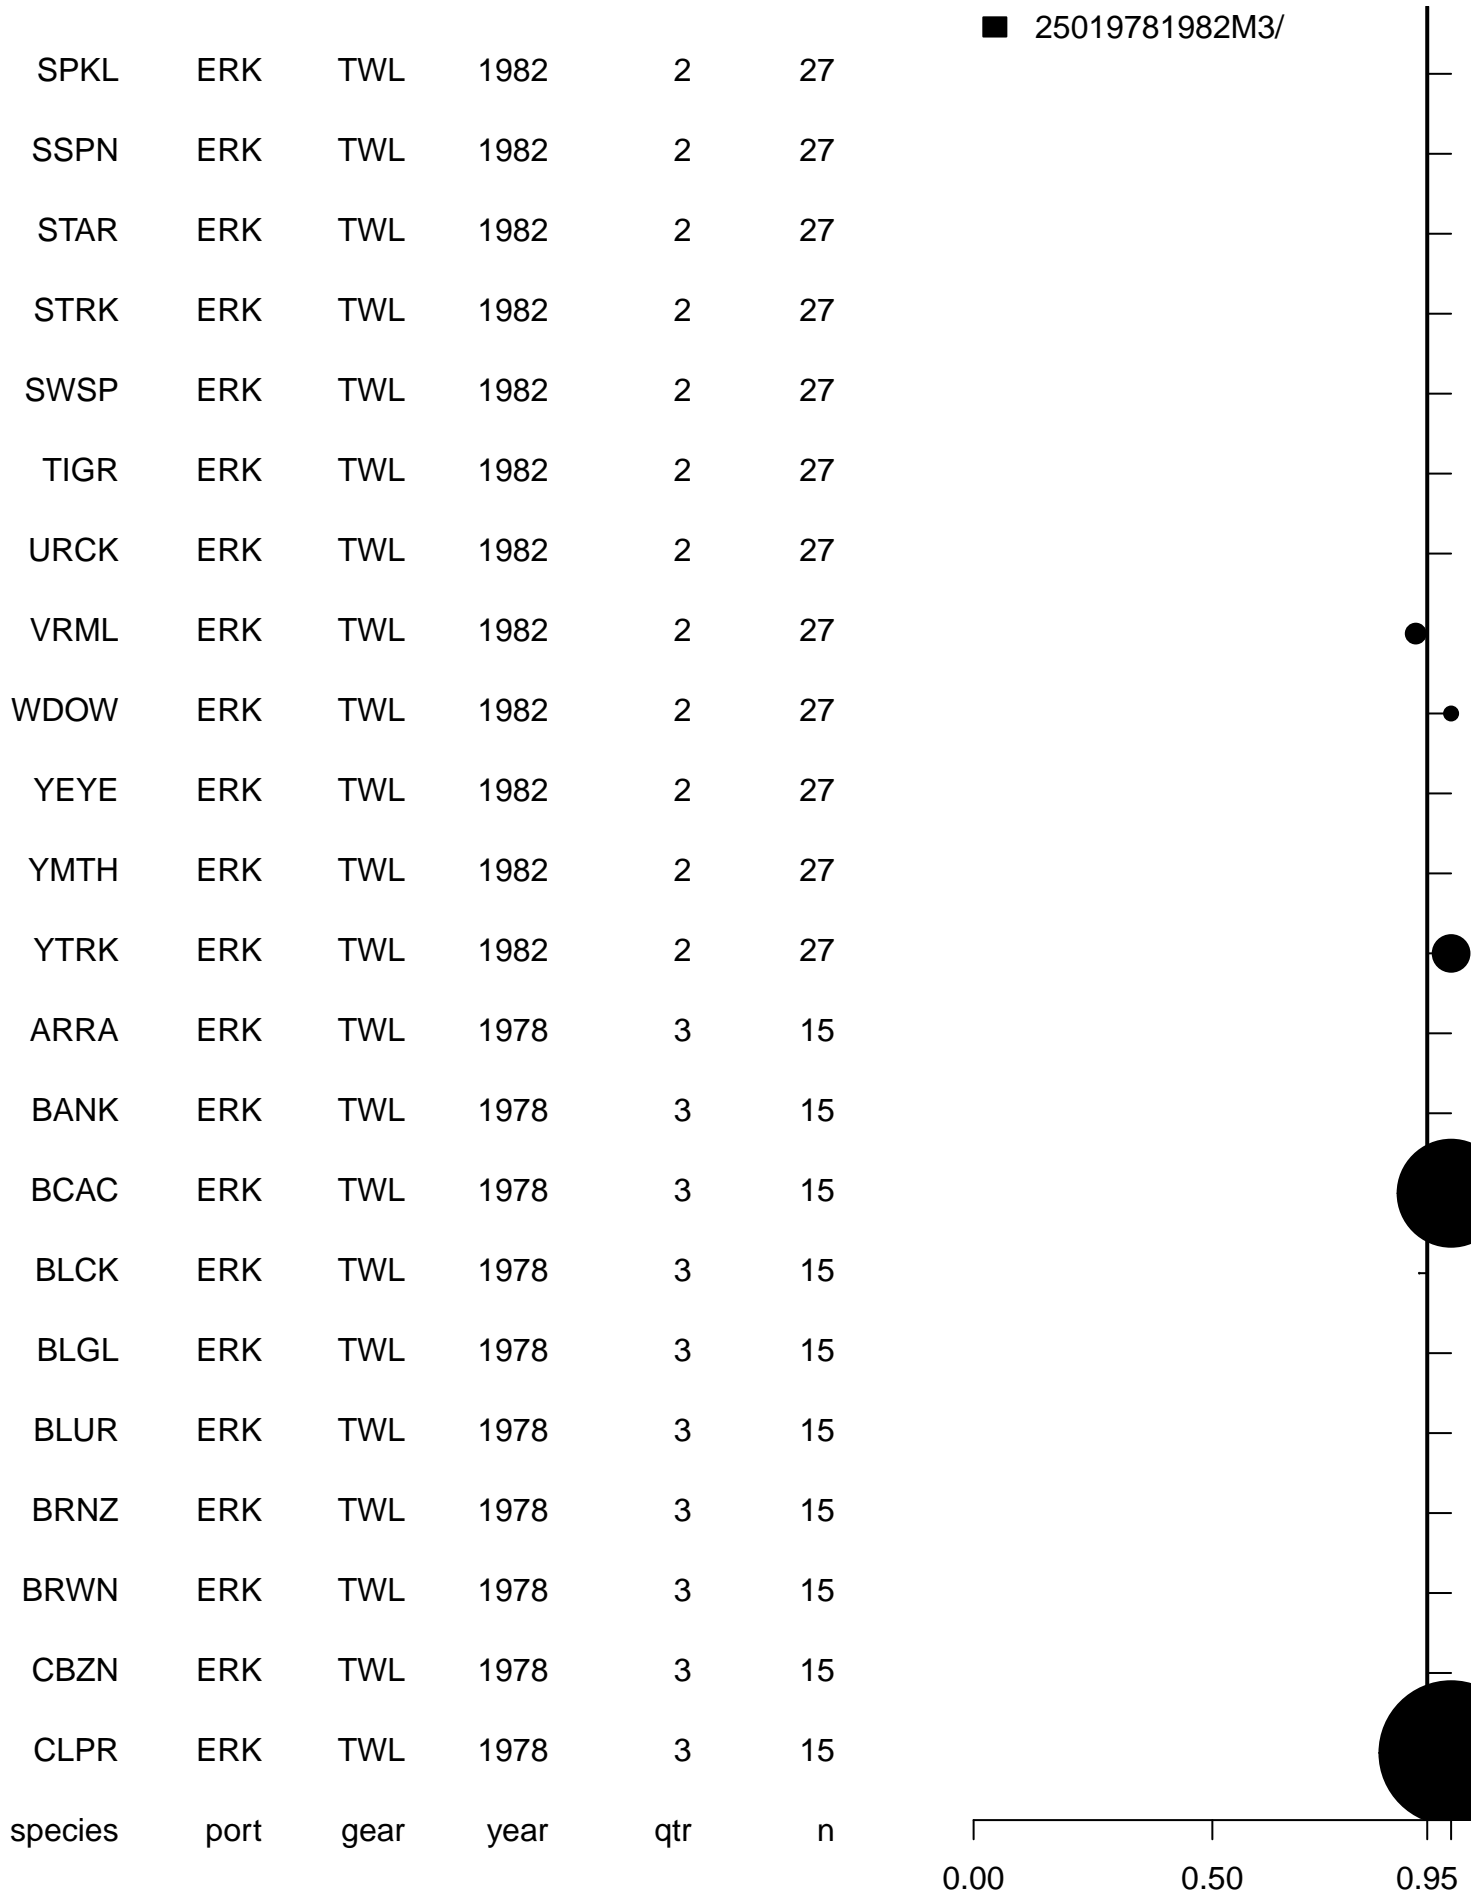 25019781982M3/
SPKL ERK TWL 1982 2 27
SSPN ERK TWL 1982 2 27
STAR ERK TWL 1982 2 27
STRK ERK TWL 1982 2 27
SWSP ERK TWL 1982 2 27
TIGR ERK TWL 1982 2 27
URCK ERK TWL 1982 2 27
VRML ERK TWL 1982 2 27
WDOW ERK TWL 1982 2 27
YEYE ERK TWL 1982 2 27
YMTH ERK TWL 1982 2 27
YTRK ERK TWL 1982 2 27
ARRA ERK TWL 1978 3 15
BANK ERK TWL 1978 3 15
BCAC ERK TWL 1978 3 15
BLCK ERK TWL 1978 3 15
BLGL ERK TWL 1978 3 15
BLUR ERK TWL 1978 3 15
BRNZ ERK TWL 1978 3 15
BRWN ERK TWL 1978 3 15
CBZN ERK TWL 1978 3 15
CLPR ERK TWL 1978 3 15
species port gear year qtr n
0.00 0.50 0.95